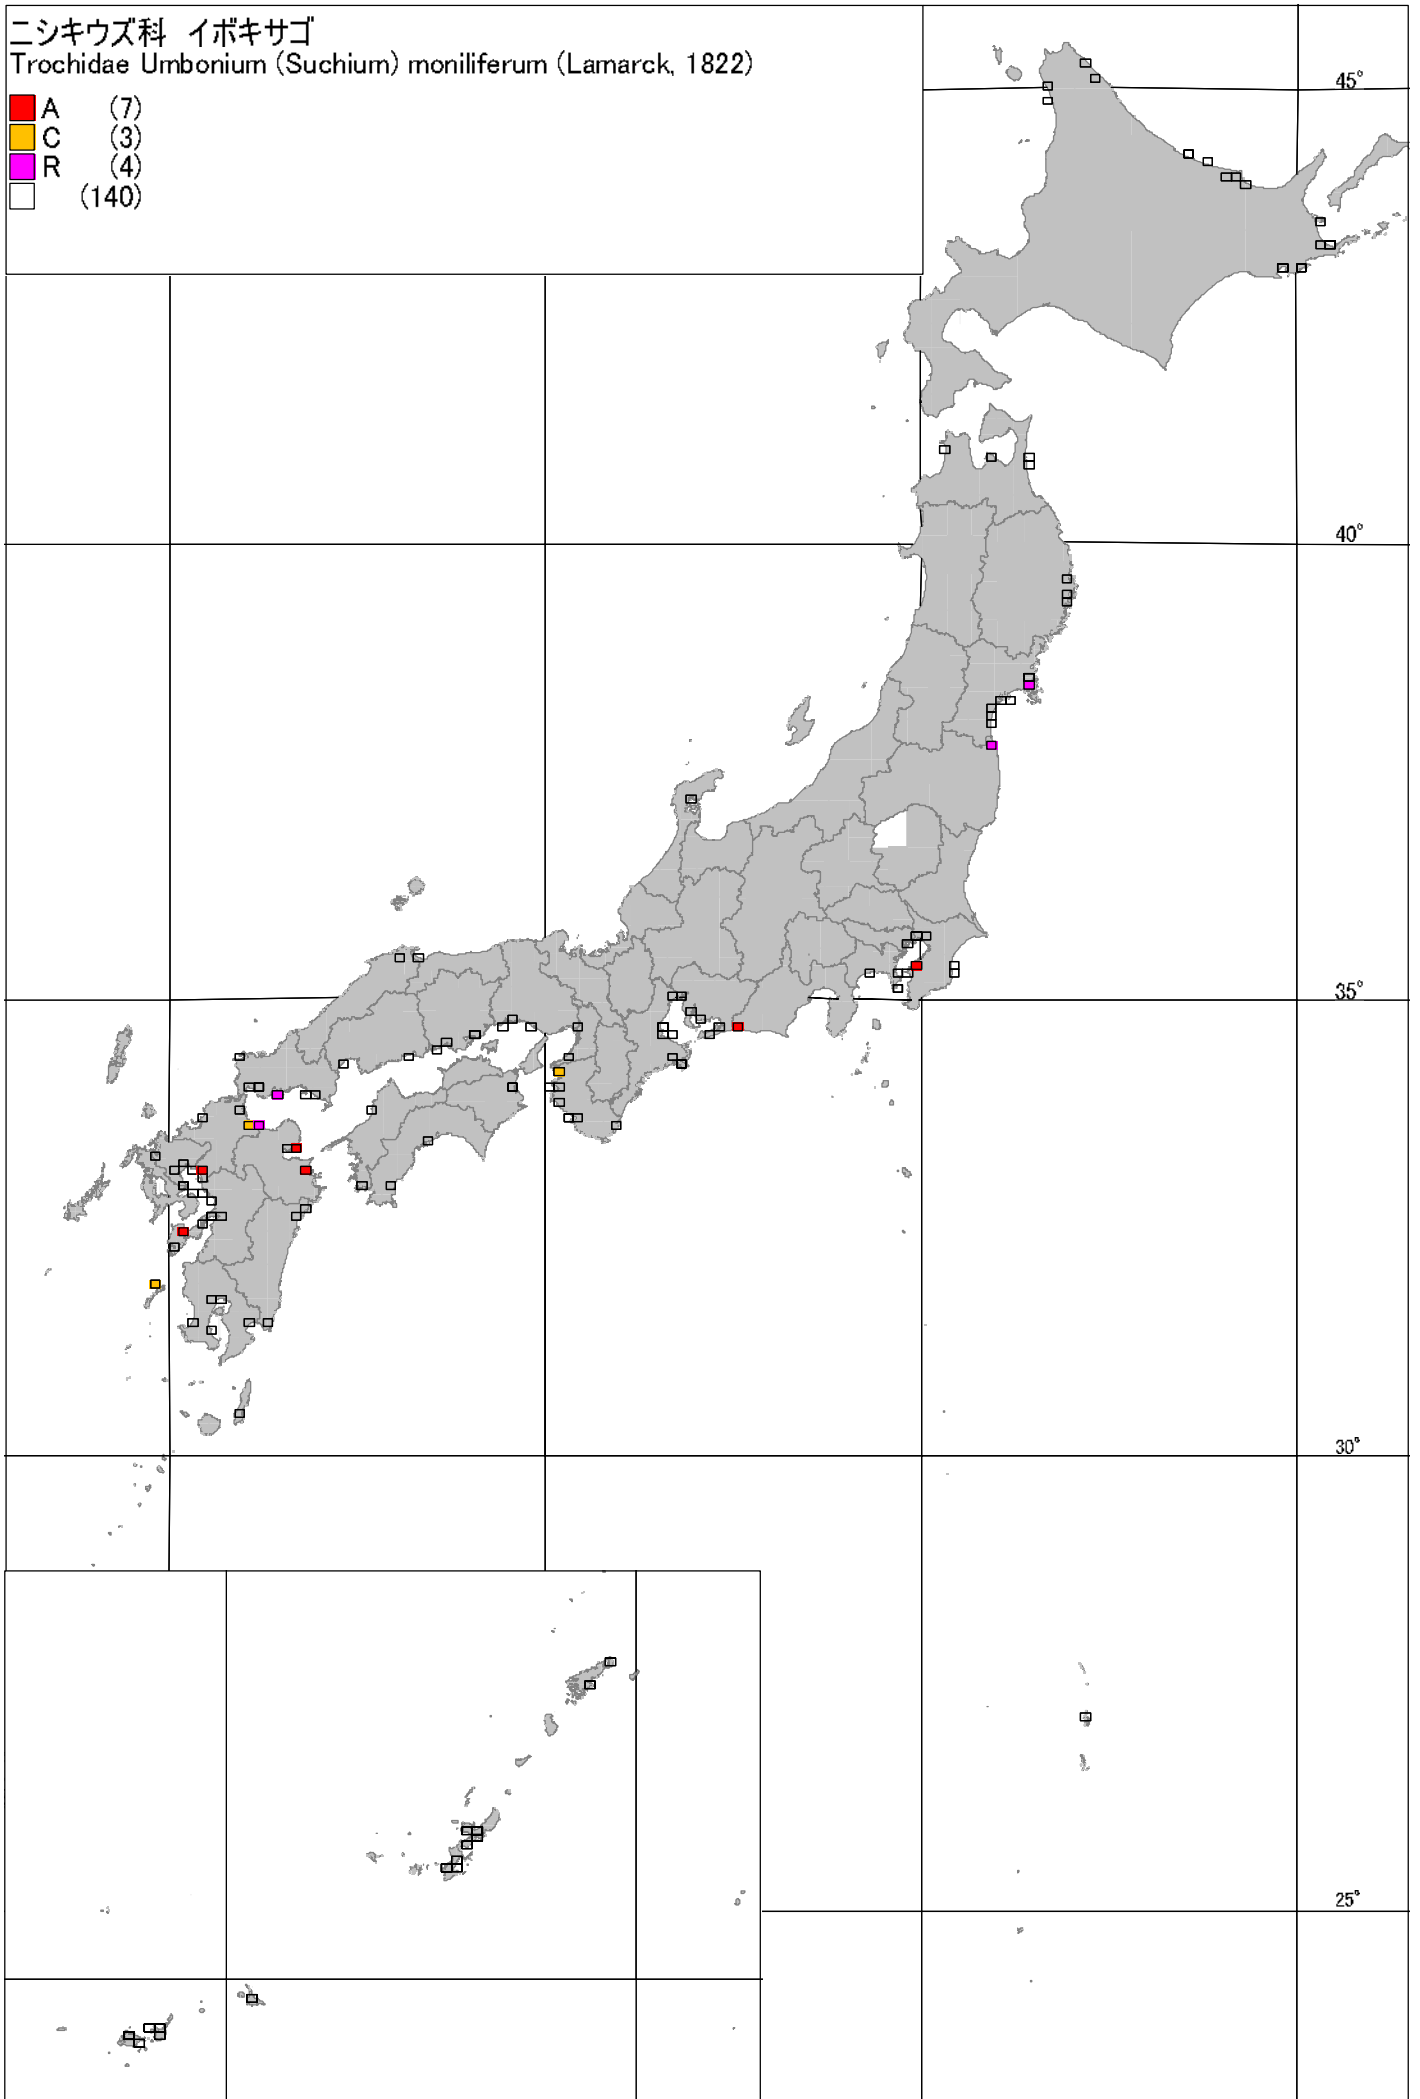 ニシキウズ科 イボキサゴ
Trochidae Umbonium (Suchium) moniliferum (Lamarck, 1822)
A (7)
C (3)
R (4)
(140)
45°
40°
35°
30°
25°